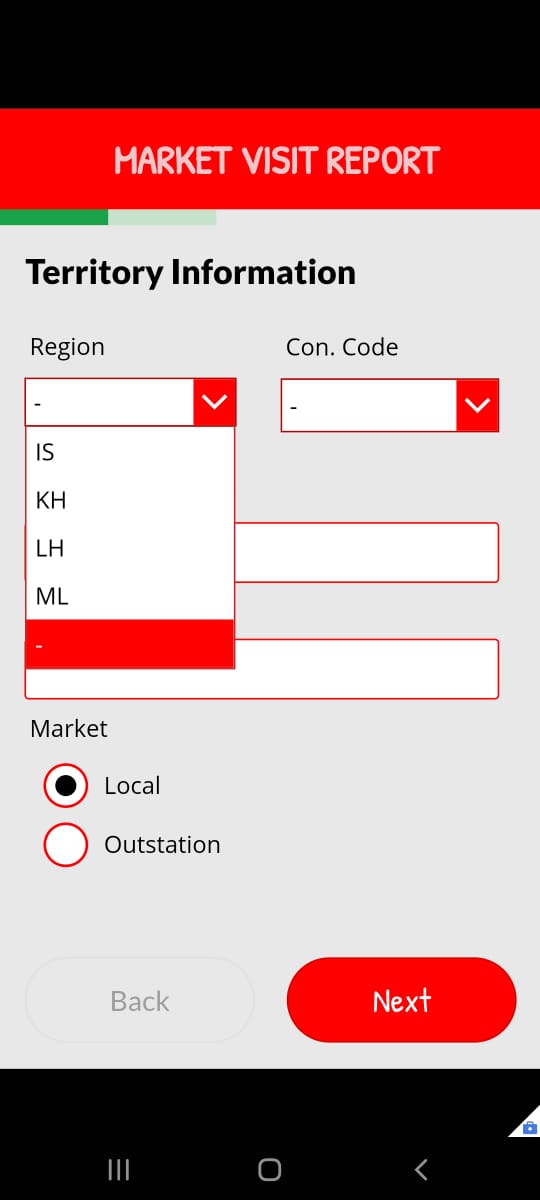 MARKET VISIT REPORT
Territory Information
Region
Con. Code
-
-
IS
KH
LH
ML
-
Market
Local
Outstation
Back
Next